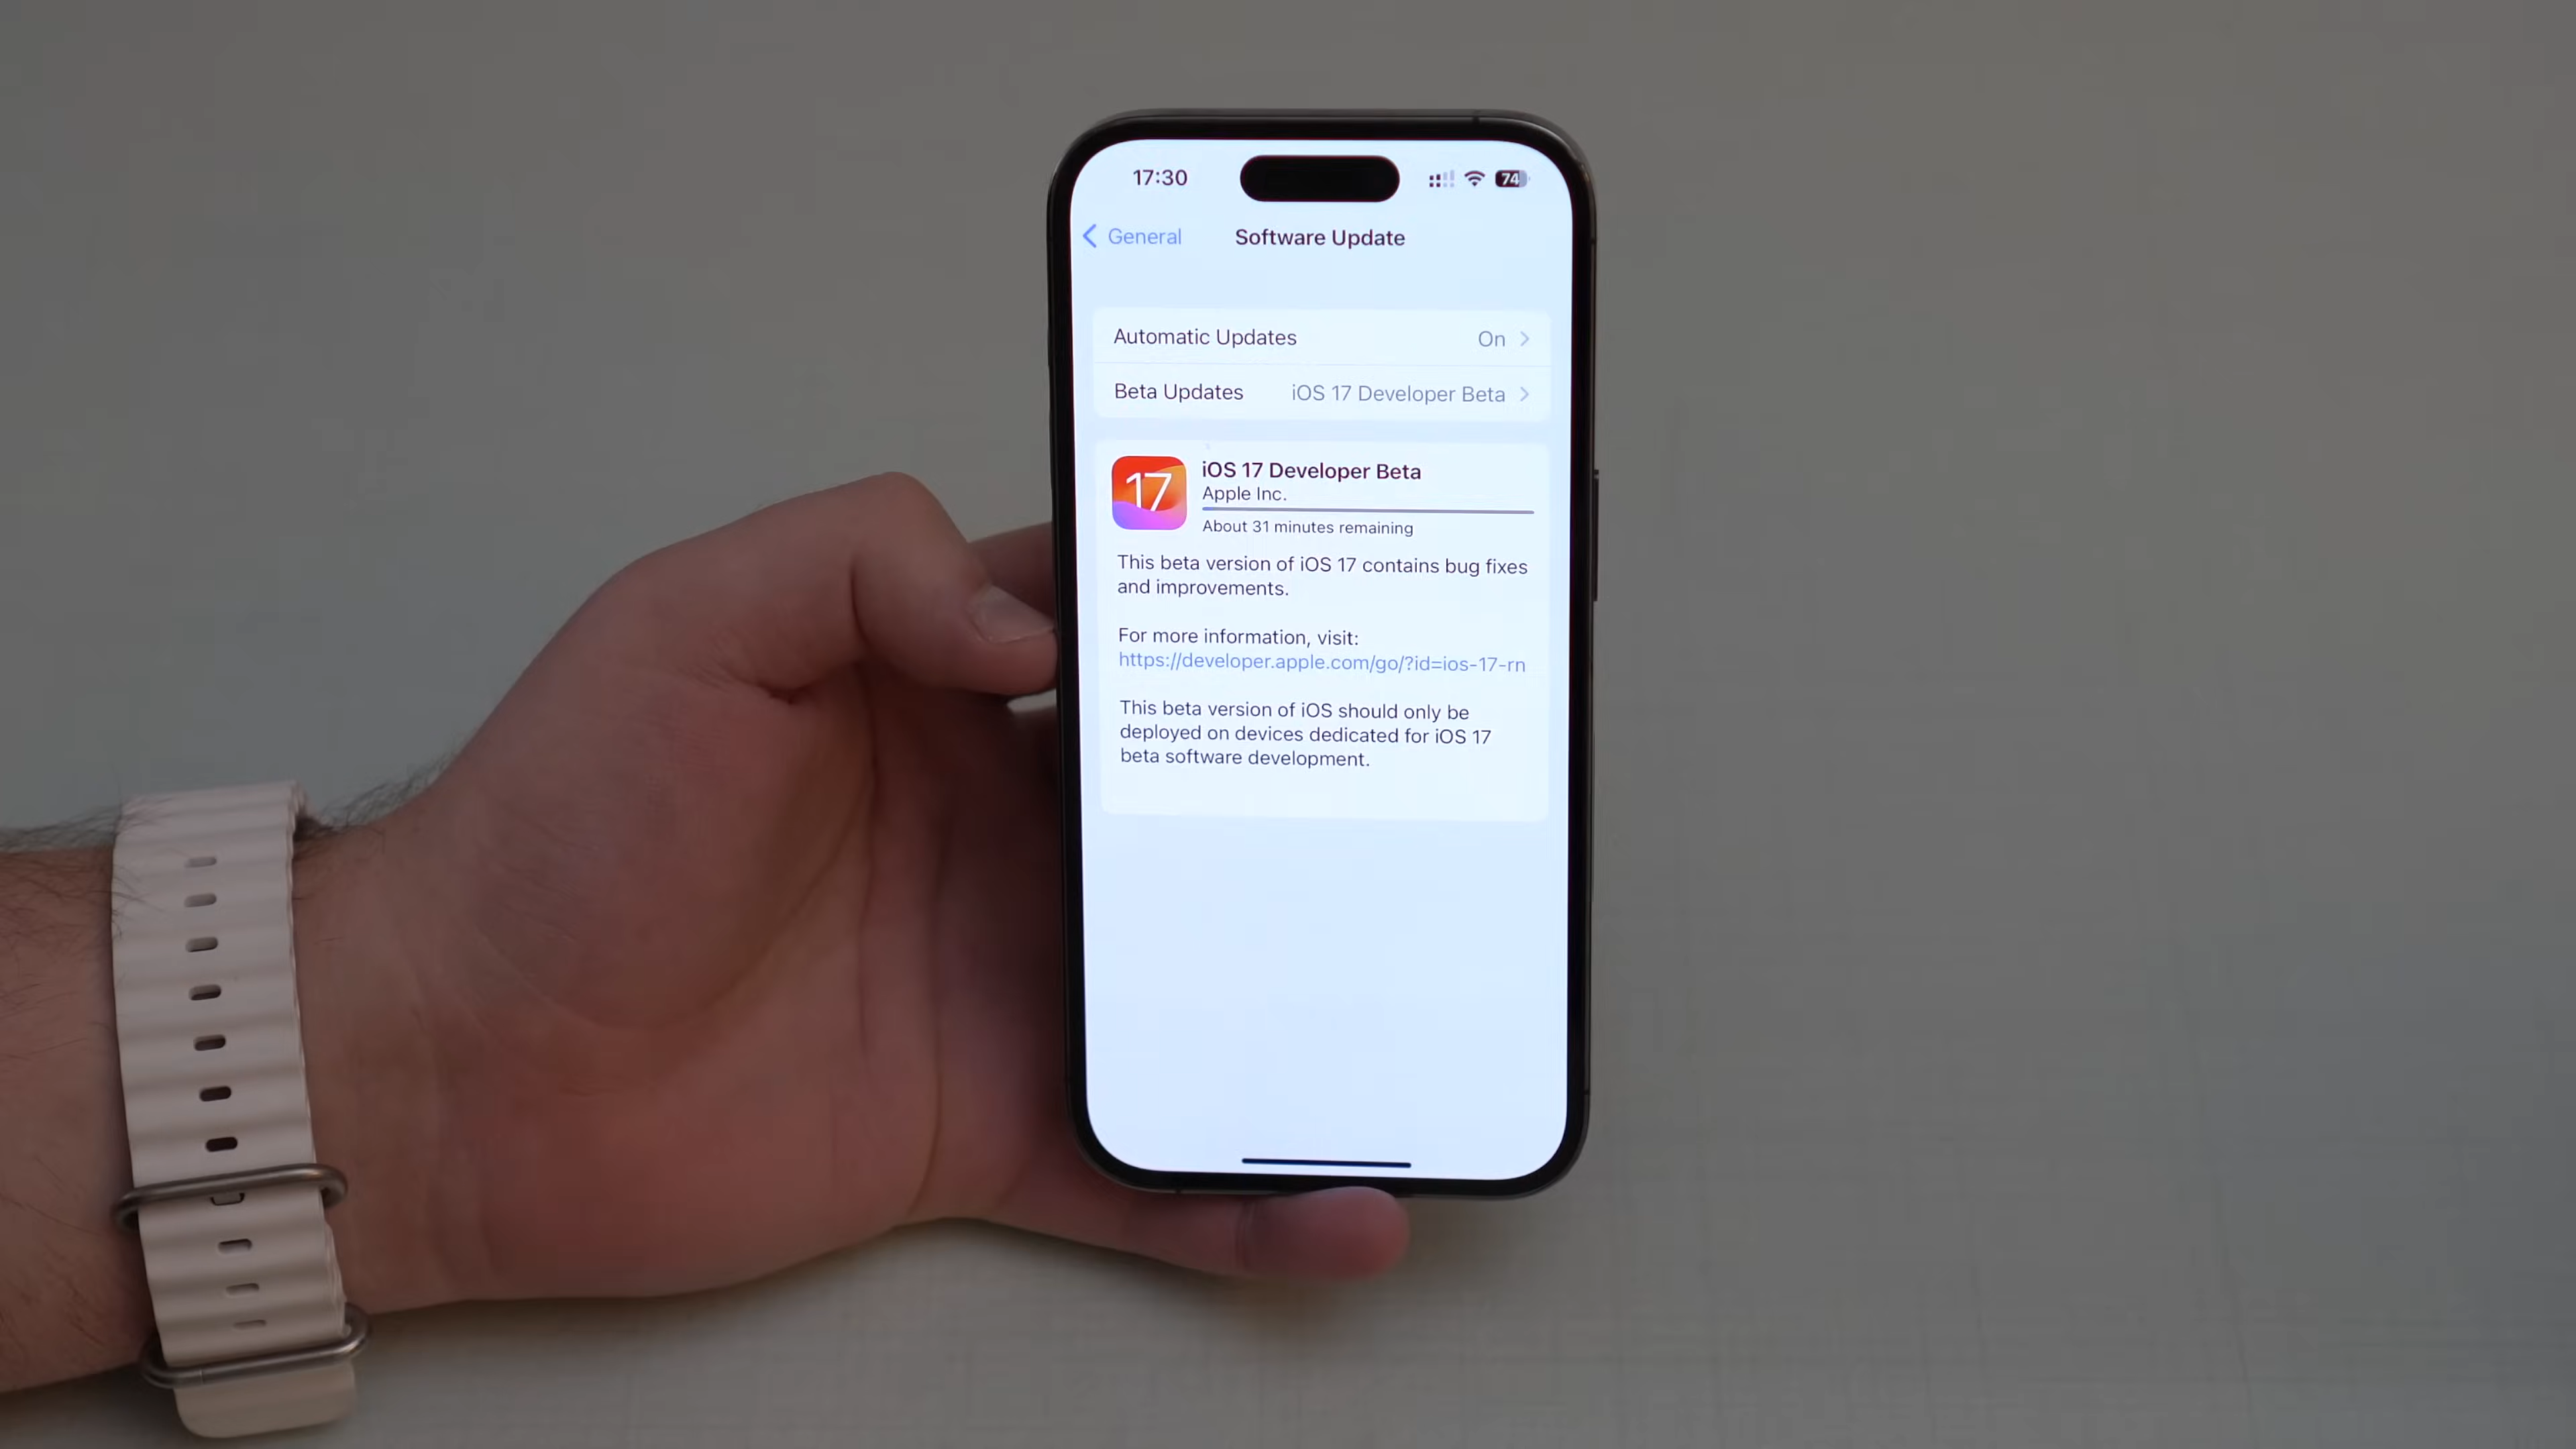 17:30
74
General
Software Update
Automatic Updates
On
Beta Updates
iOS 17 Developer Beta
17
iOS 17 Developer Beta
Apple Inc.
About 31 minutes remaining
This beta version of iOS 17 contains bug fixes
and improvements.
For more information, visit:
https://developer.apple.com/go/?id=ios-17-rn
This beta version of iOS should only be
deployed on devices dedicated for iOS 17
beta software development.